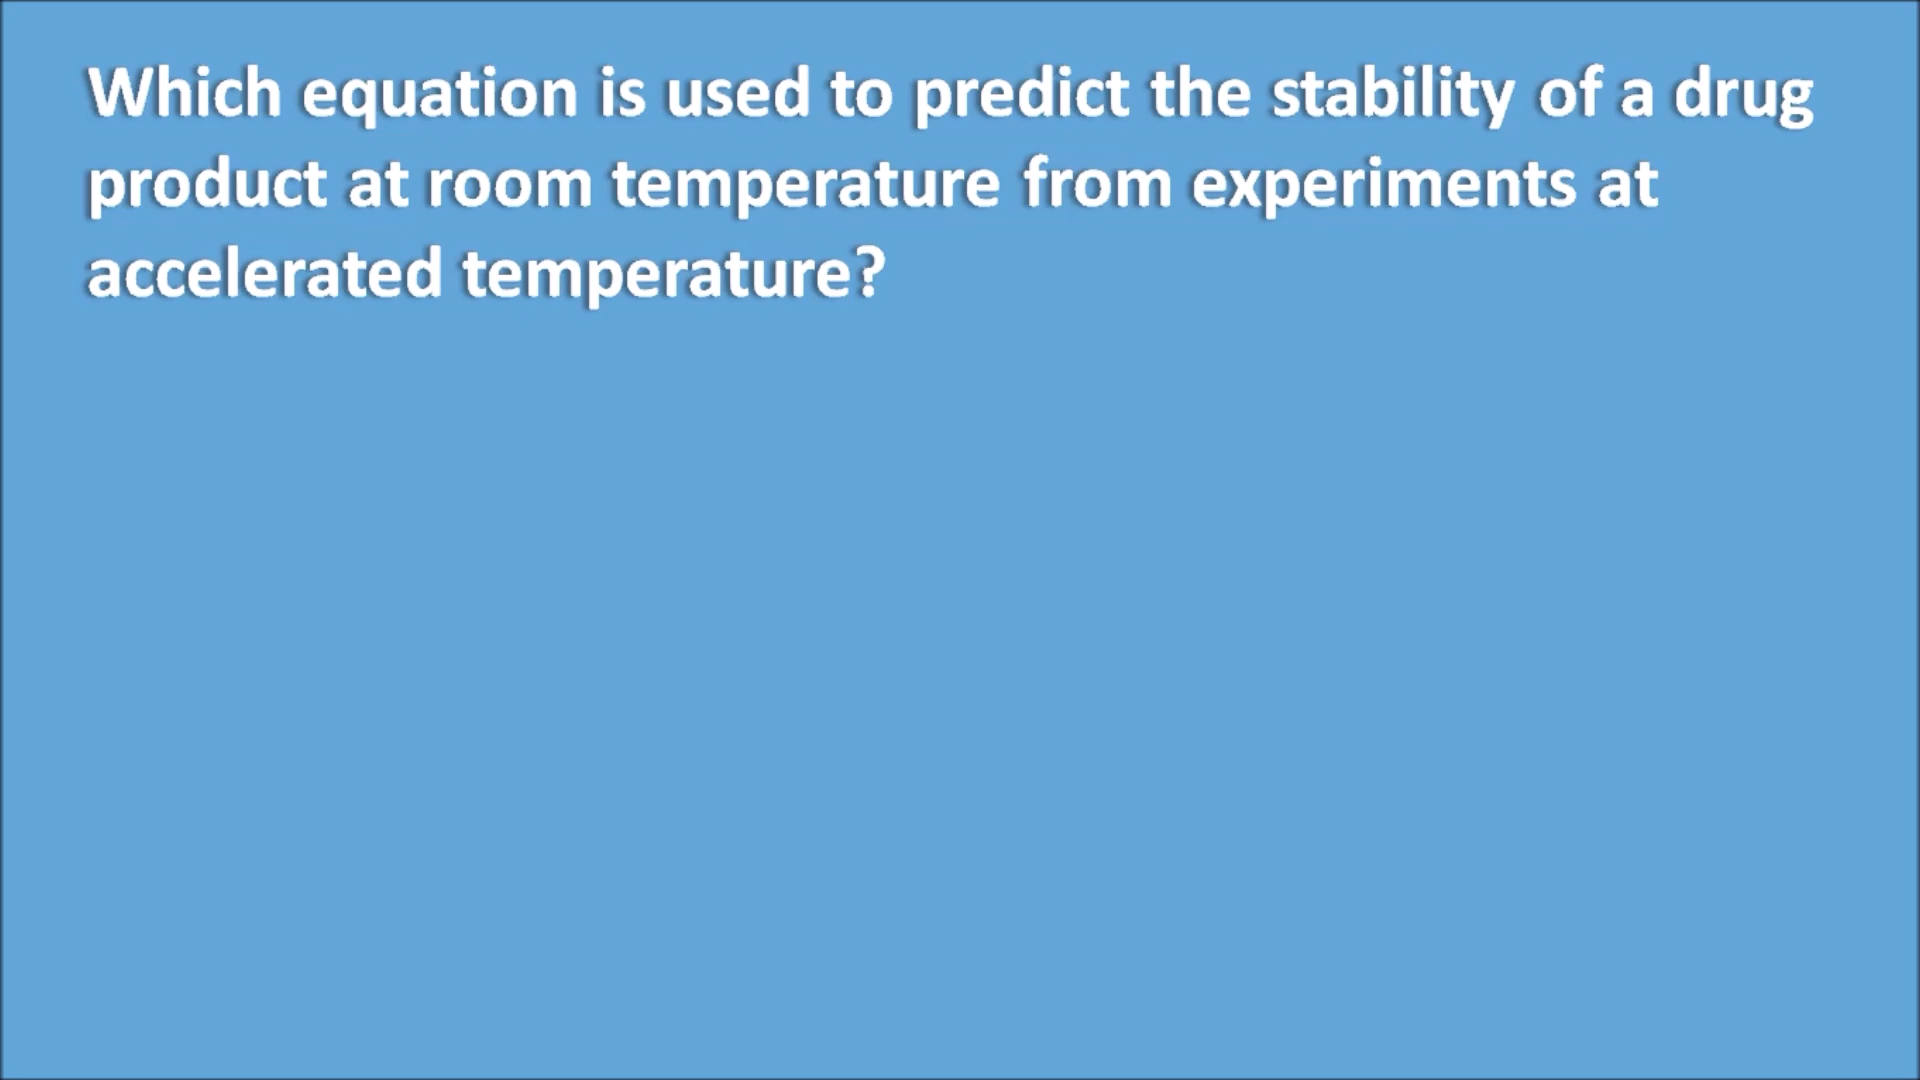 Which equation is used to predict the stability of a drug
product at room temperature from experiments at
accelerated temperature?